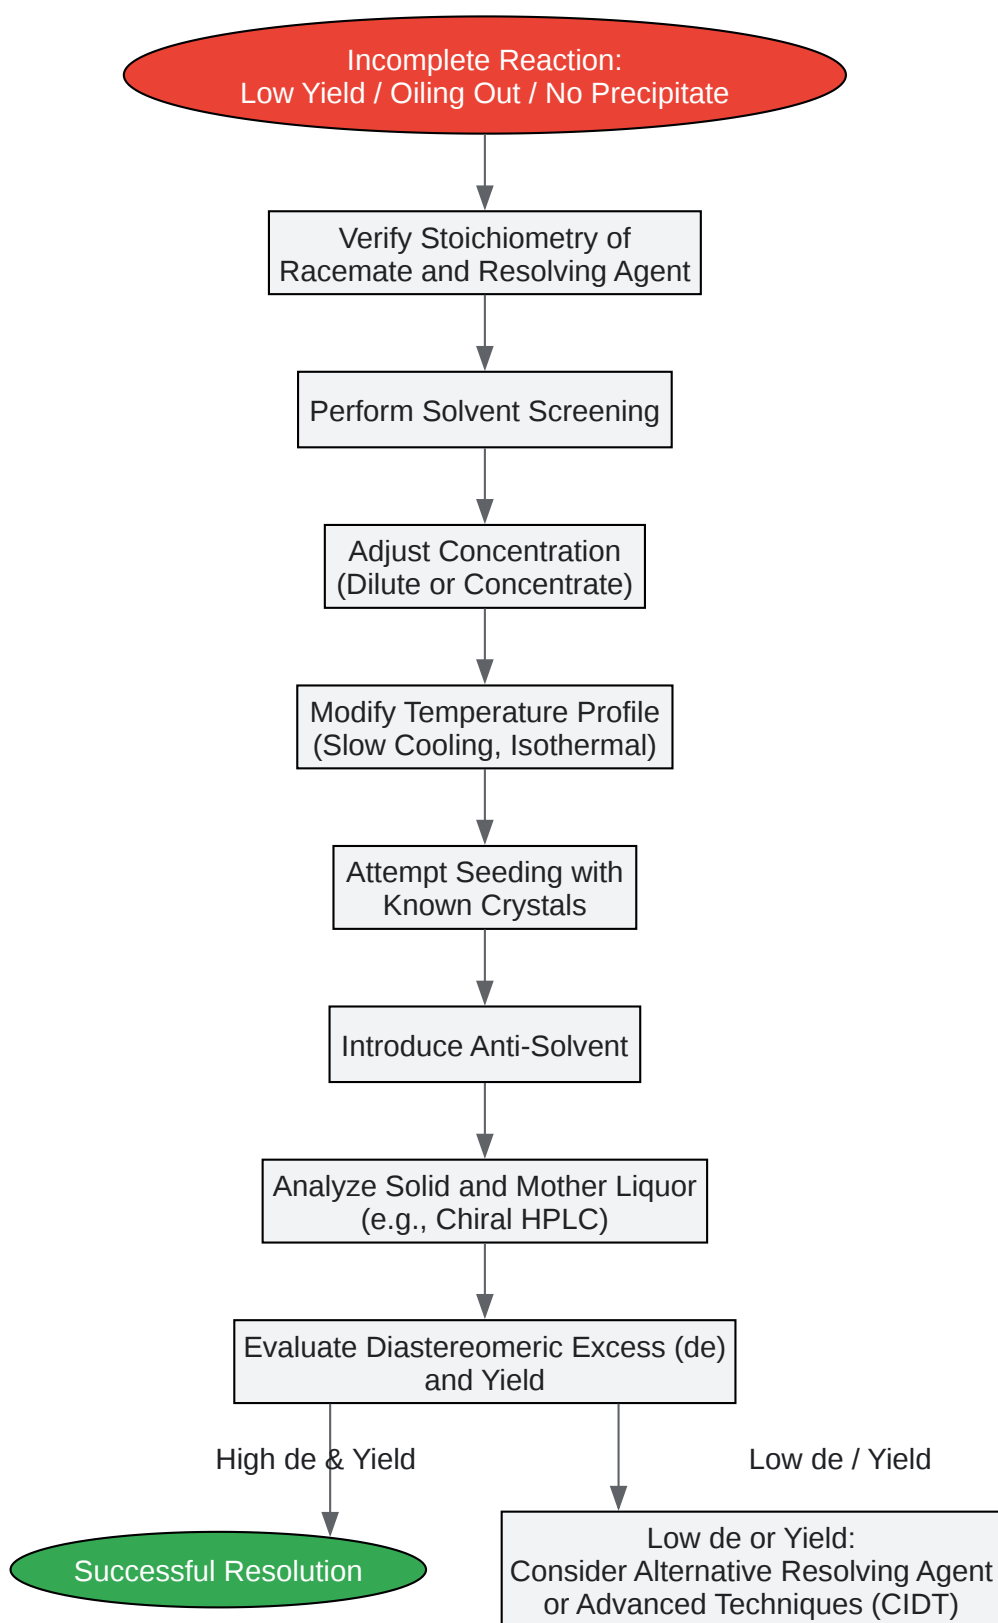 Incomplete Reaction:
Low Yield / Oiling Out / No Precipitate
Verify Stoichiometry of
Racemate and Resolving Agent
Perform Solvent Screening
Adjust Concentration
(Dilute or Concentrate)
Modify Temperature Profile
(Slow Cooling, Isothermal)
Attempt Seeding with
Known Crystals
Introduce Anti-Solvent
Analyze Solid and Mother Liquor
(e.g., Chiral HPLC)
Evaluate Diastereomeric Excess (de)
and Yield
High de & Yield
Low de / Yield
Successful Resolution
Low de or Yield:
Consider Alternative Resolving Agent
or Advanced Techniques (CIDT)